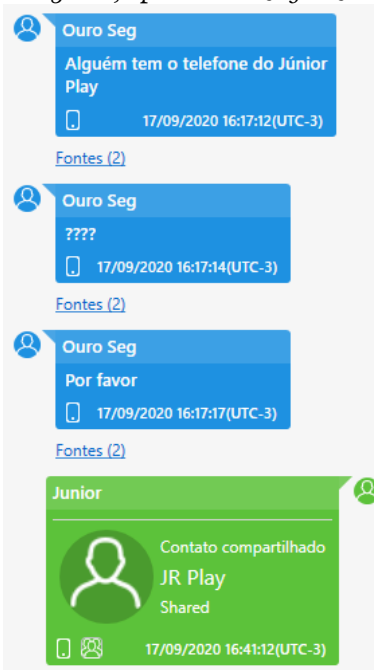 Ouro Seg
Alguém tem o telefone do Júnior
Play
17/09/2020 16:17:12(UTC-3)
Fontes (2)
Ouro Seg
????
17/09/2020 16:17:14(UTC-3)
Fontes (2)
Ouro Seg
Por favor
17/09/2020 16:17:17(UTC-3)
Fontes (2)
Junior
Contato compartilhado
JR Play
Shared
17/09/2020 16:41:12(UTC-3)